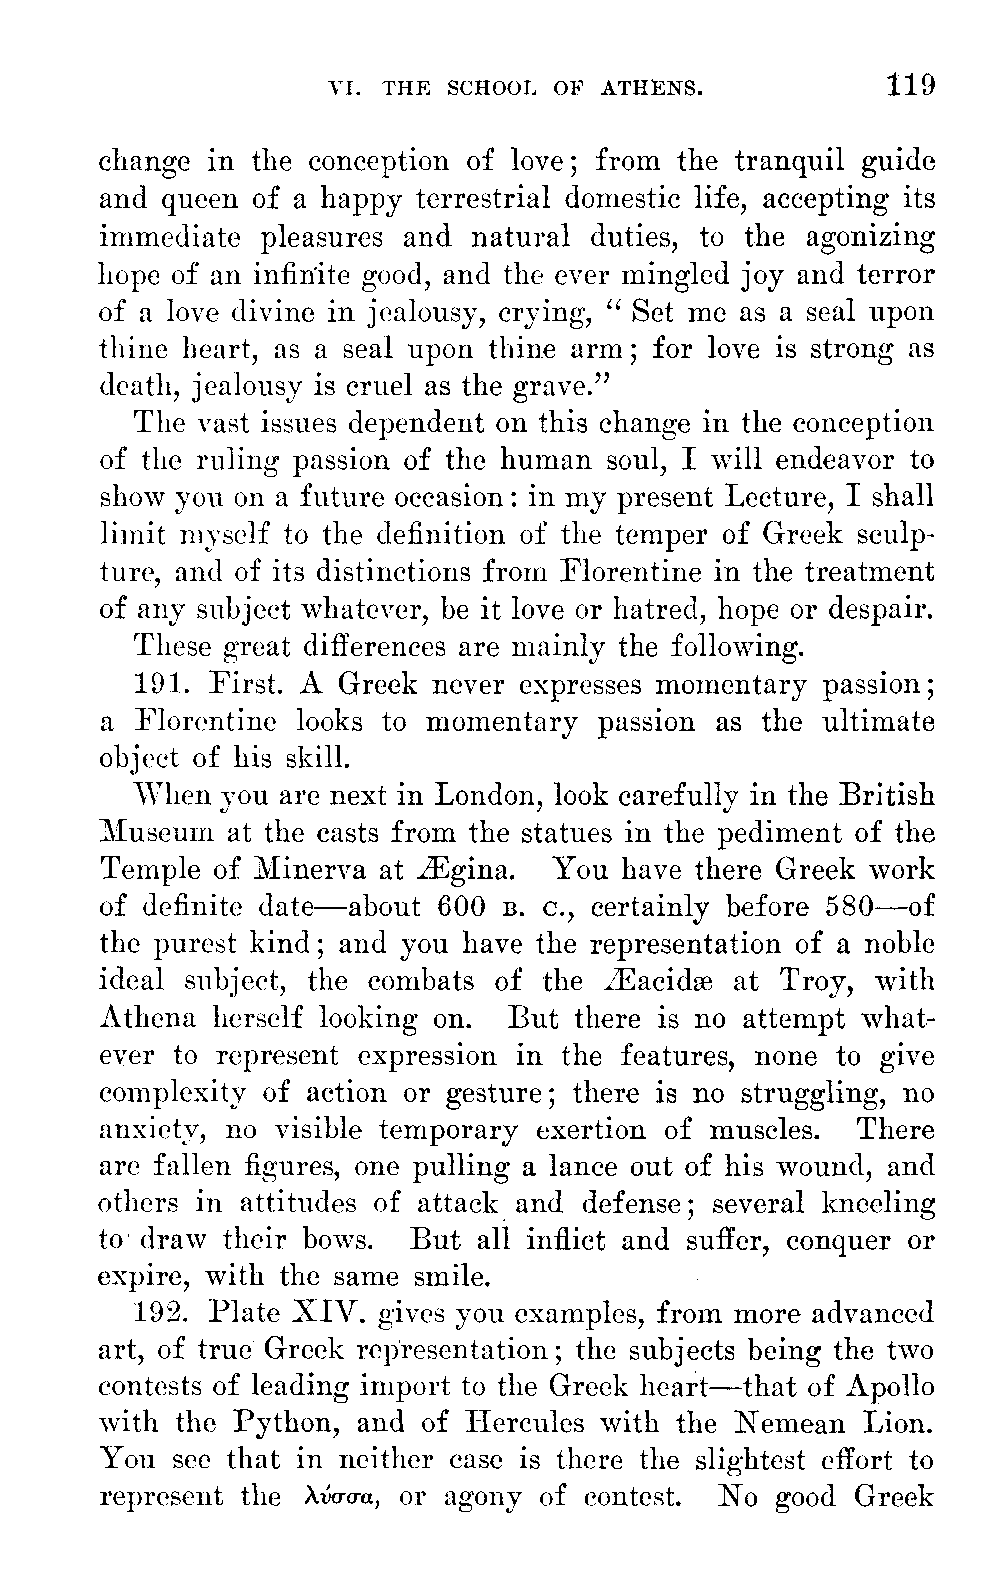 VI. THE SCHOOL OF ATHENS. 119
change in the conception of love; from the tranquil guide
and queen of a happy terrestrial domestic life, accepting its
immediate pleasures and natural duties, to the agonizing
hope of an infinite good, and the ever mingled joy and terror
of a love divine in jealousy, crying, “ Set me as a seal upon
thine heart, as a seal upon thine arm; for love is strong as
death, jealousy is cruel as the grave.”
The vast issues dependent on this change in the conception
of the ruling passion of the human soul, I will endeavor to
show you on a future occasion: in my present Lecture, I shall
limit myself to the definition of the temper of Greek sculp-
ture, and of its distinctions from Florentine in the treatment
of any subject whatever, be it love or hatred, hope or despair.
These great differences are mainly the following.
191. First. A Greek never expresses momentary passion;
a Florentine looks to momentary passion as the ultimate
object of his skill.
When you are next in London, look carefully in the British
Museum at the casts from the statues in the pediment of the
Temple of Minerva at Ægina. You have there Greek work
of definite date—about 600 B. C., certainly before 580—of
the purest kind; and you have the representation of a noble
ideal subject, the combats of the Æacidæ at Troy, with
Athena herself looking on. But there is no attempt what-
ever to represent expression in the features, none to give
complexity of action or gesture; there is no struggling, no
anxiety, no visible temporary exertion of muscles. There
are fallen figures, one pulling a lance out of his wound, and
others in attitudes of attack and defense; several kneeling
to draw their bows. But all inflict and suffer, conquer or
expire, with the same smile.
192. Plate XIV. gives you examples, from more advanced
art, of true Greek representation; the subjects being the two
contests of leading import to the Greek heart—that of Apollo
with the Python, and of Hercules with the Nemean Lion.
You see that in neither case is there the slightest effort to
represent the λύσσα, or agony of contest. No good Greek